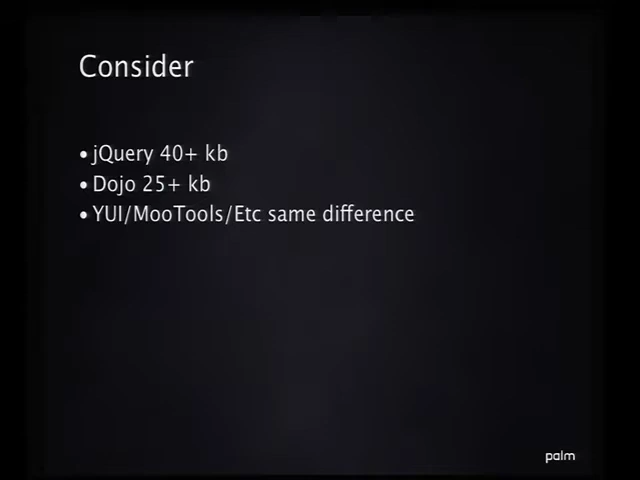 Consider
• jQuery 40+ kb
• Dojo 25+ kb
• YUI/MooTools/Etc same difference
palm